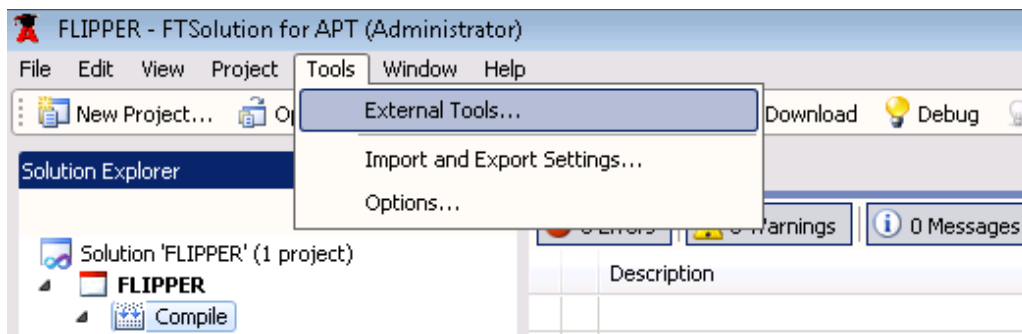 FLIPPER - FTSolution for APT (Administrator)
File Edit View Project Tools Window Help
New Project... Download Debug
External Tools...
Import and Export Settings...
Options...
Solution Explorer
0 Messages
Description
Solution 'FLIPPER' (1 project)
FLIPPER
Compile